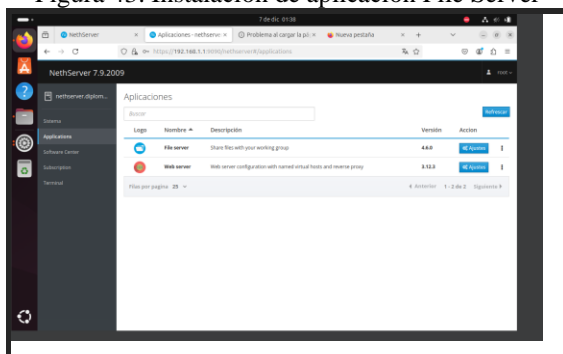 Figura 43. Instalación de aplicación File Server
7 de dic 01:38
NethServer
Aplicaciones - nethserver
Problema al cargar la pá
Nueva pestaña
https://192.168.1.1:9090/nethserver#/applications
NethServer 7.9.2009
root
nethserver.diplom...
Aplicaciones
Buscar
Refrescar
Sistema
Applications
Software Center
Subscription
Terminal
Logo Nombre Descripción Versión Accion
File server Share files with your working group 4.6.0 Ajustes
Web server Web server configuration with named virtual hosts and reverse proxy 3.12.5 Ajustes
Filas por pagina 25 Anterior 1 - 2 de 2 Siguiente